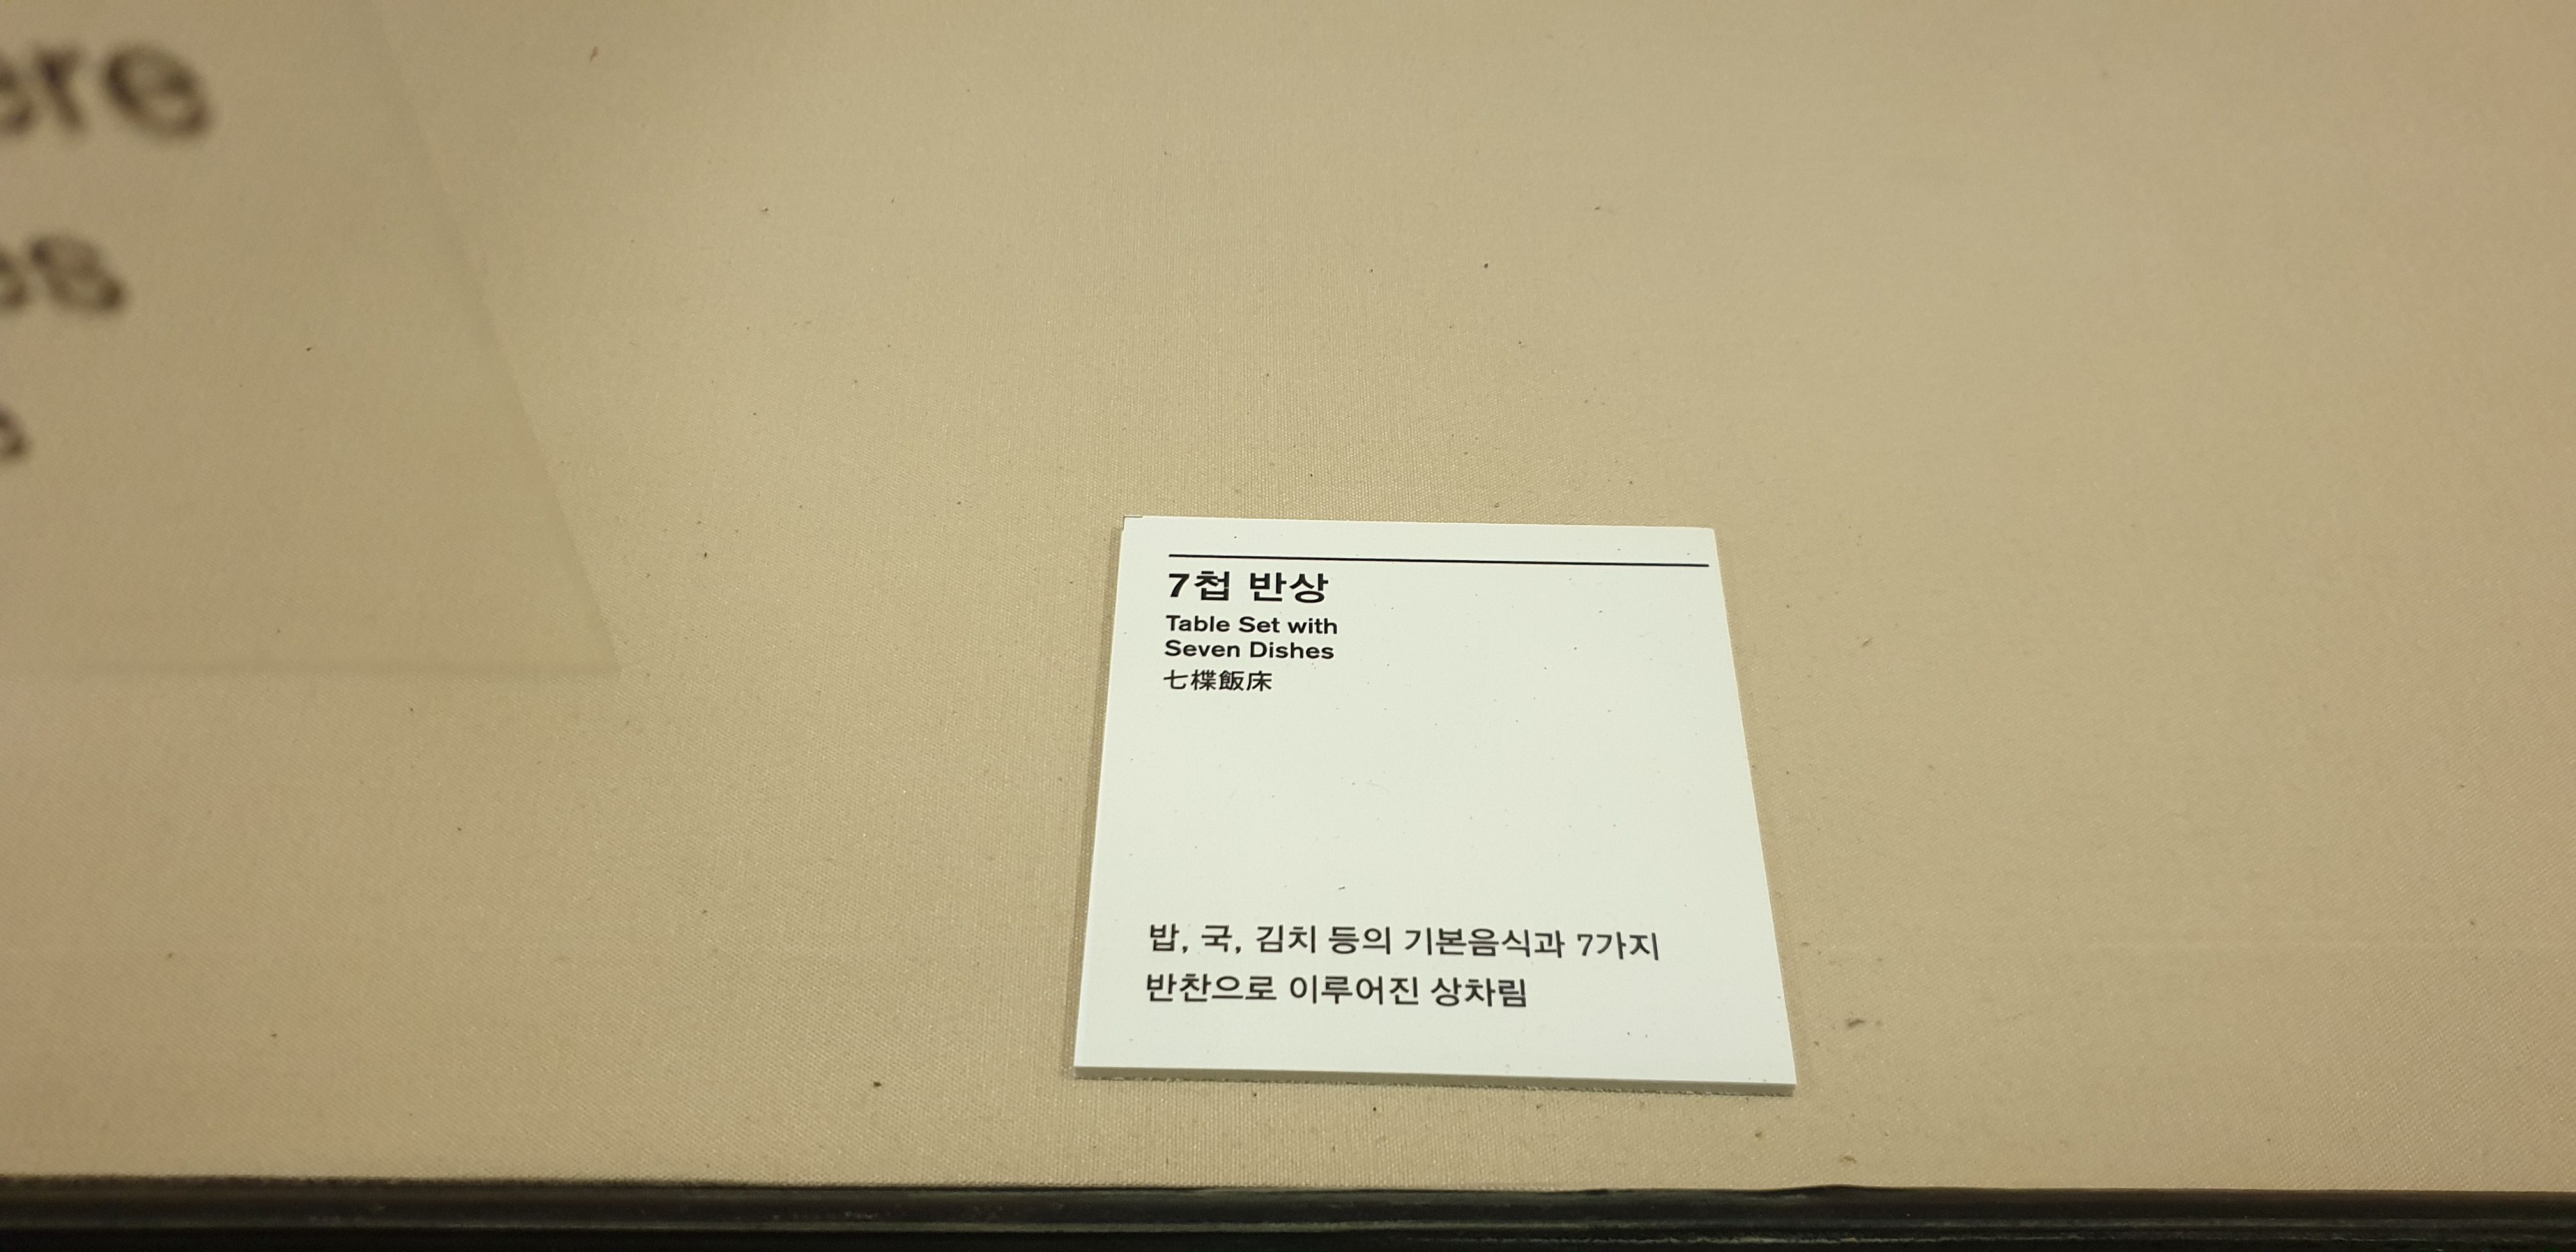 ere
es
7첩 반상
Table Set with
Seven Dishes
七楪飯床
밥, 국, 김치 등의 기본음식과 7가지
반찬으로 이루어진 상차림